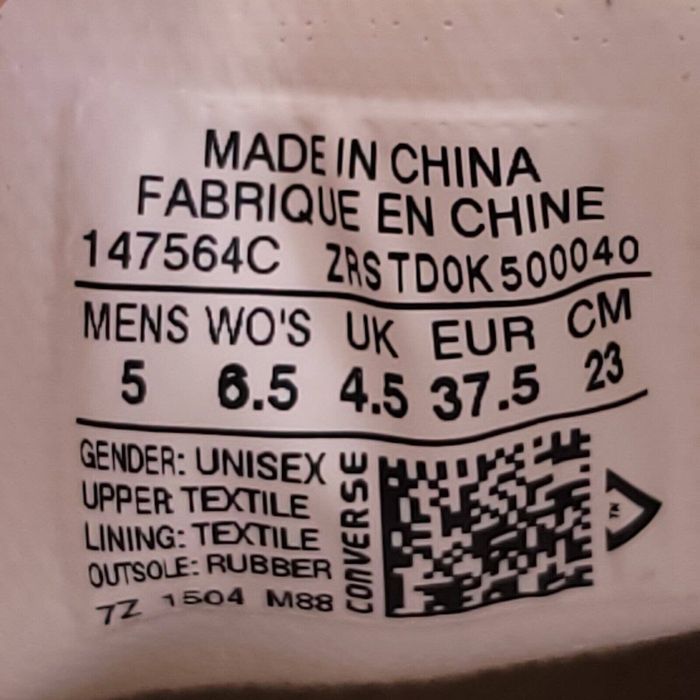 MADE IN CHINA
FABRIQUE EN CHINE
147564C ZRSTDOK500040
MENS WO'S UK EUR CM
5 6.5 4.5 37.5 23
GENDER: UNISEX
UPPER TEXTILE
LINING: TEXTILE
OUTSOLE: RUBBER
7Z 1504 M88
CONVERSE
TM